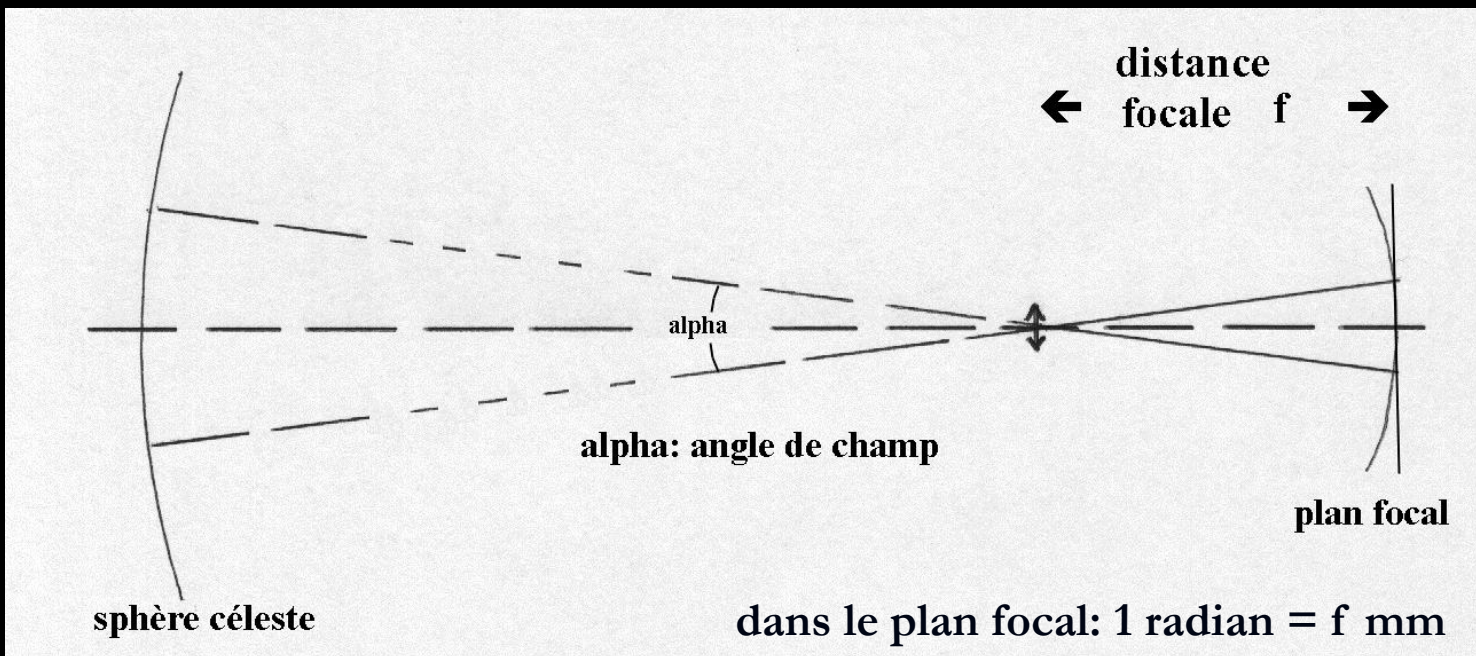 distance
focale f
alpha
alpha: angle de champ
plan focal
sphère céleste
dans le plan focal: 1 radian = f mm